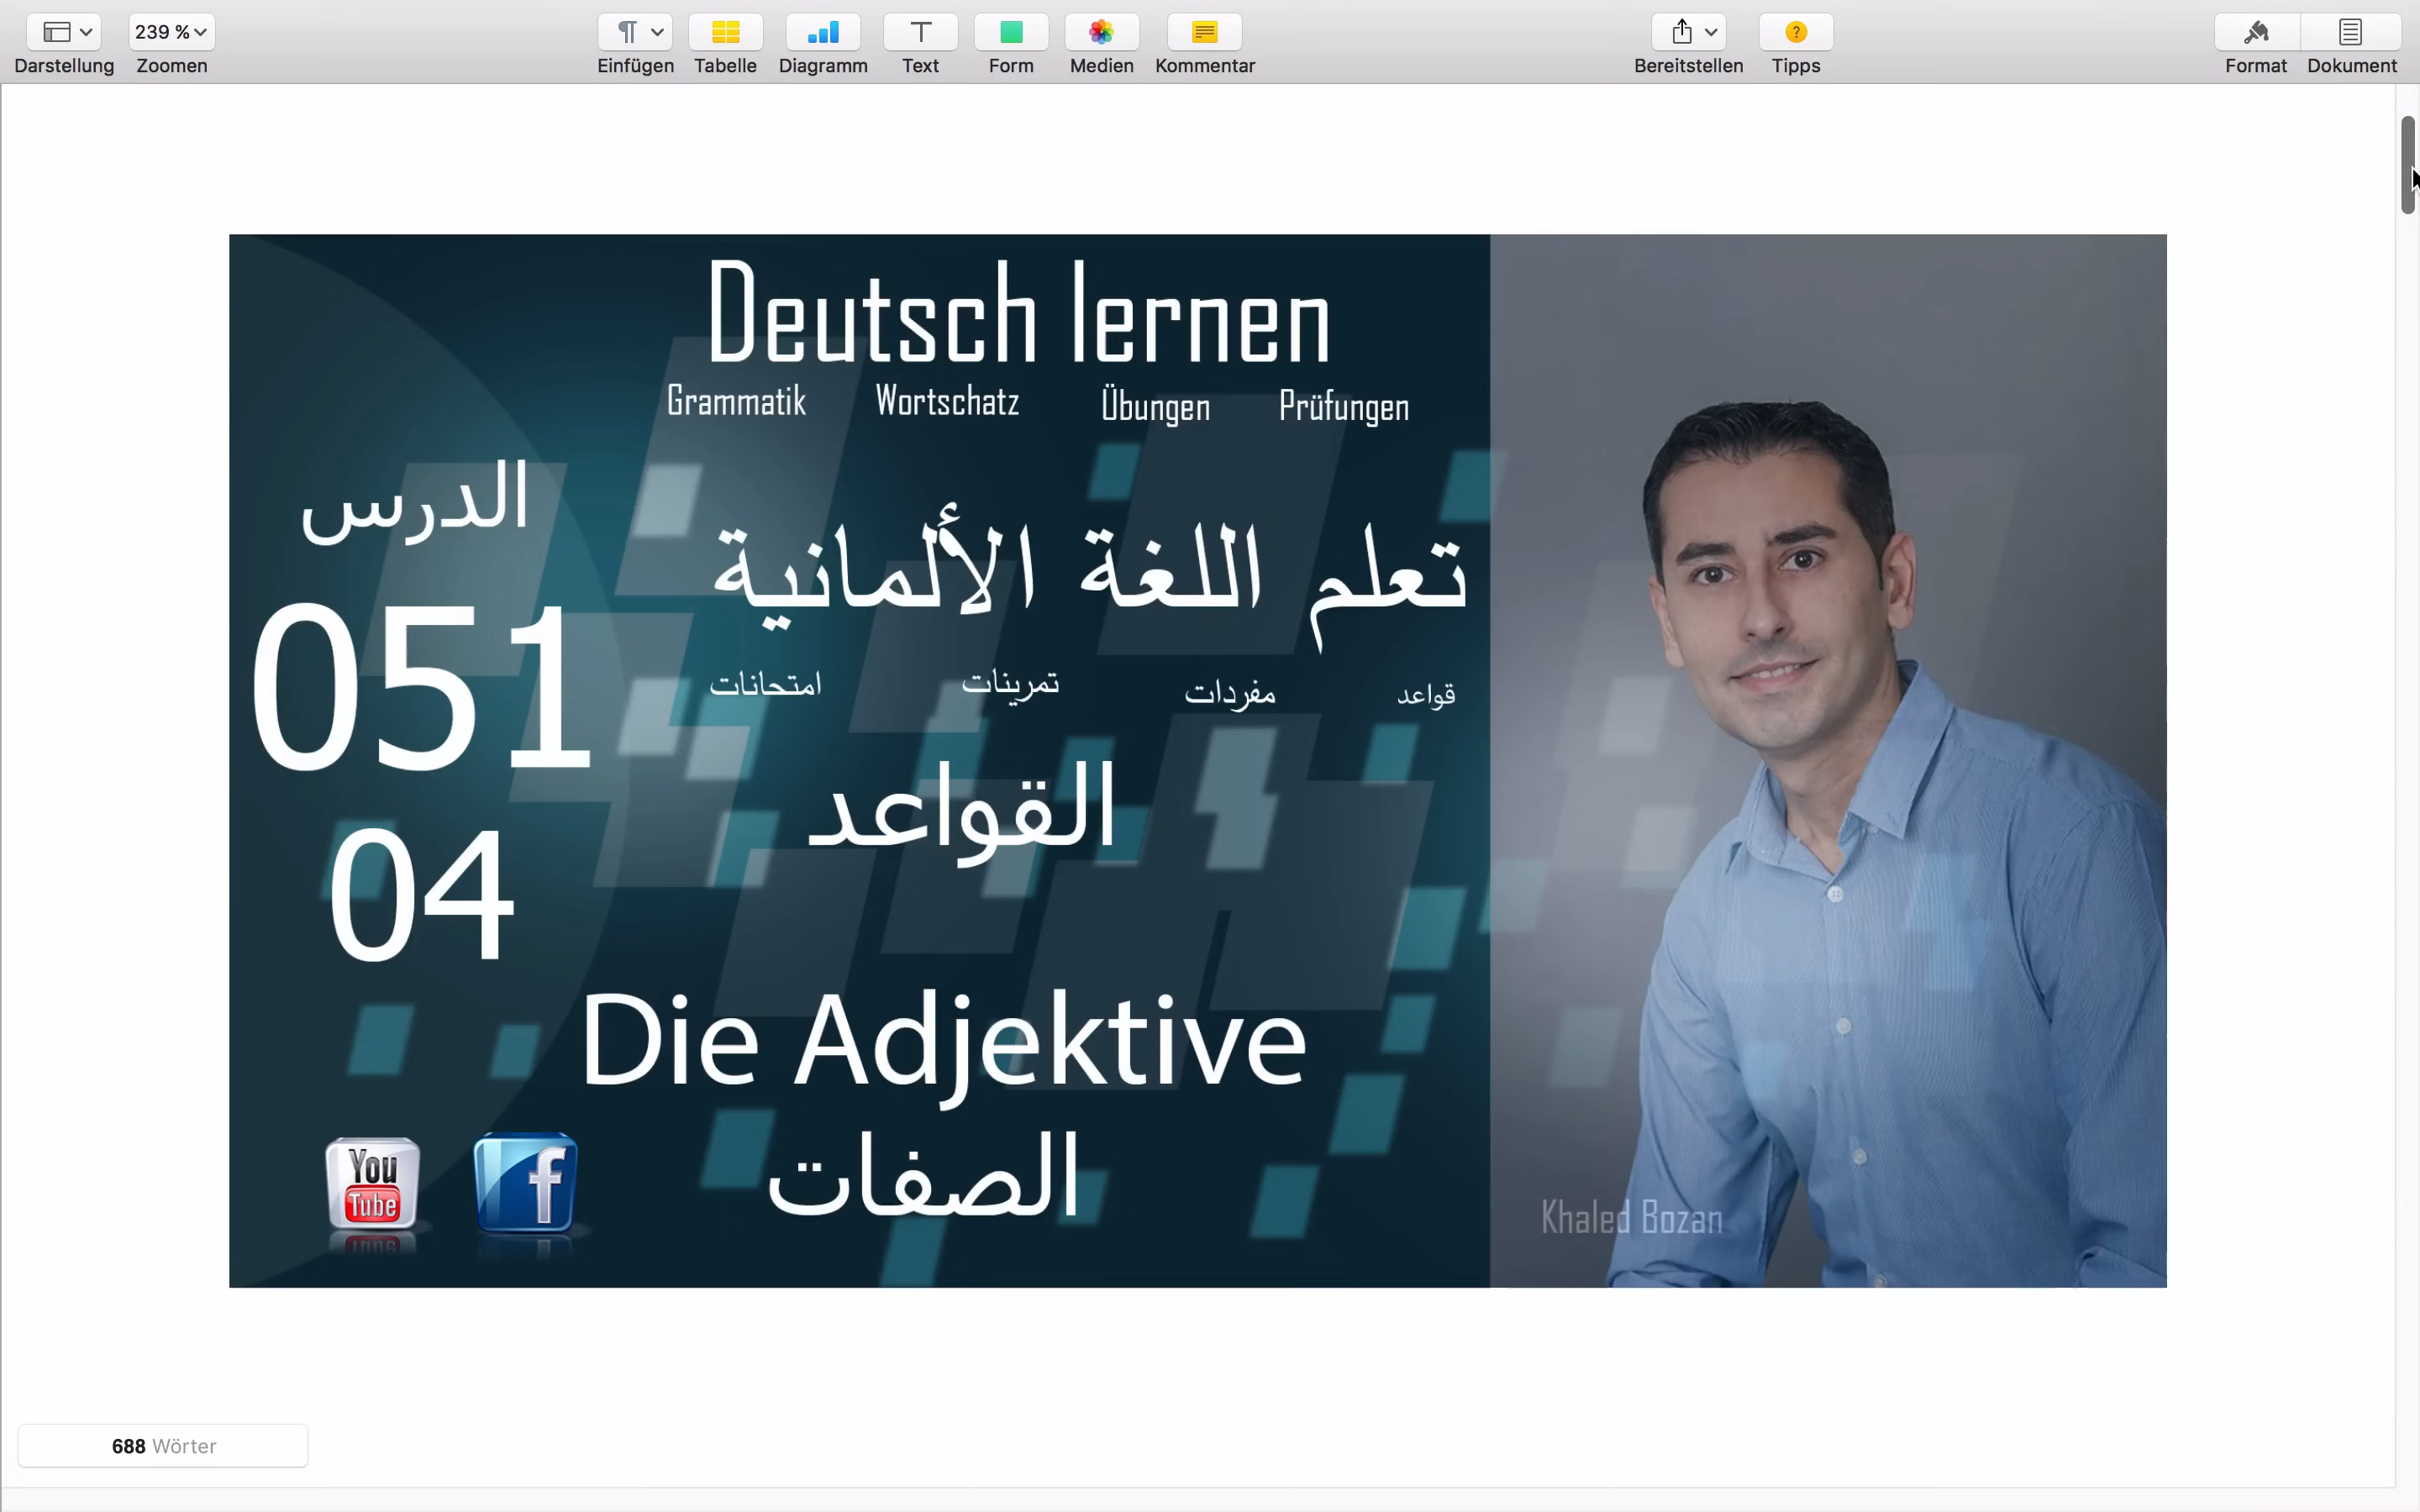 239 %
Darstellung Zoomen Einfügen Tabelle Diagramm Text Form Medien Kommentar Bereitstellen Tipps Format Dokument
Deutsch lernen
Grammatik Wortschatz Übungen Prüfungen
الدرس
051
04
تعلم اللغة الألمانية
قواعد مفردات تمرينات امتحانات
القواعد
Die Adjektive
الصفات
You
Tube
f
Khaled Bozan
688 Wörter